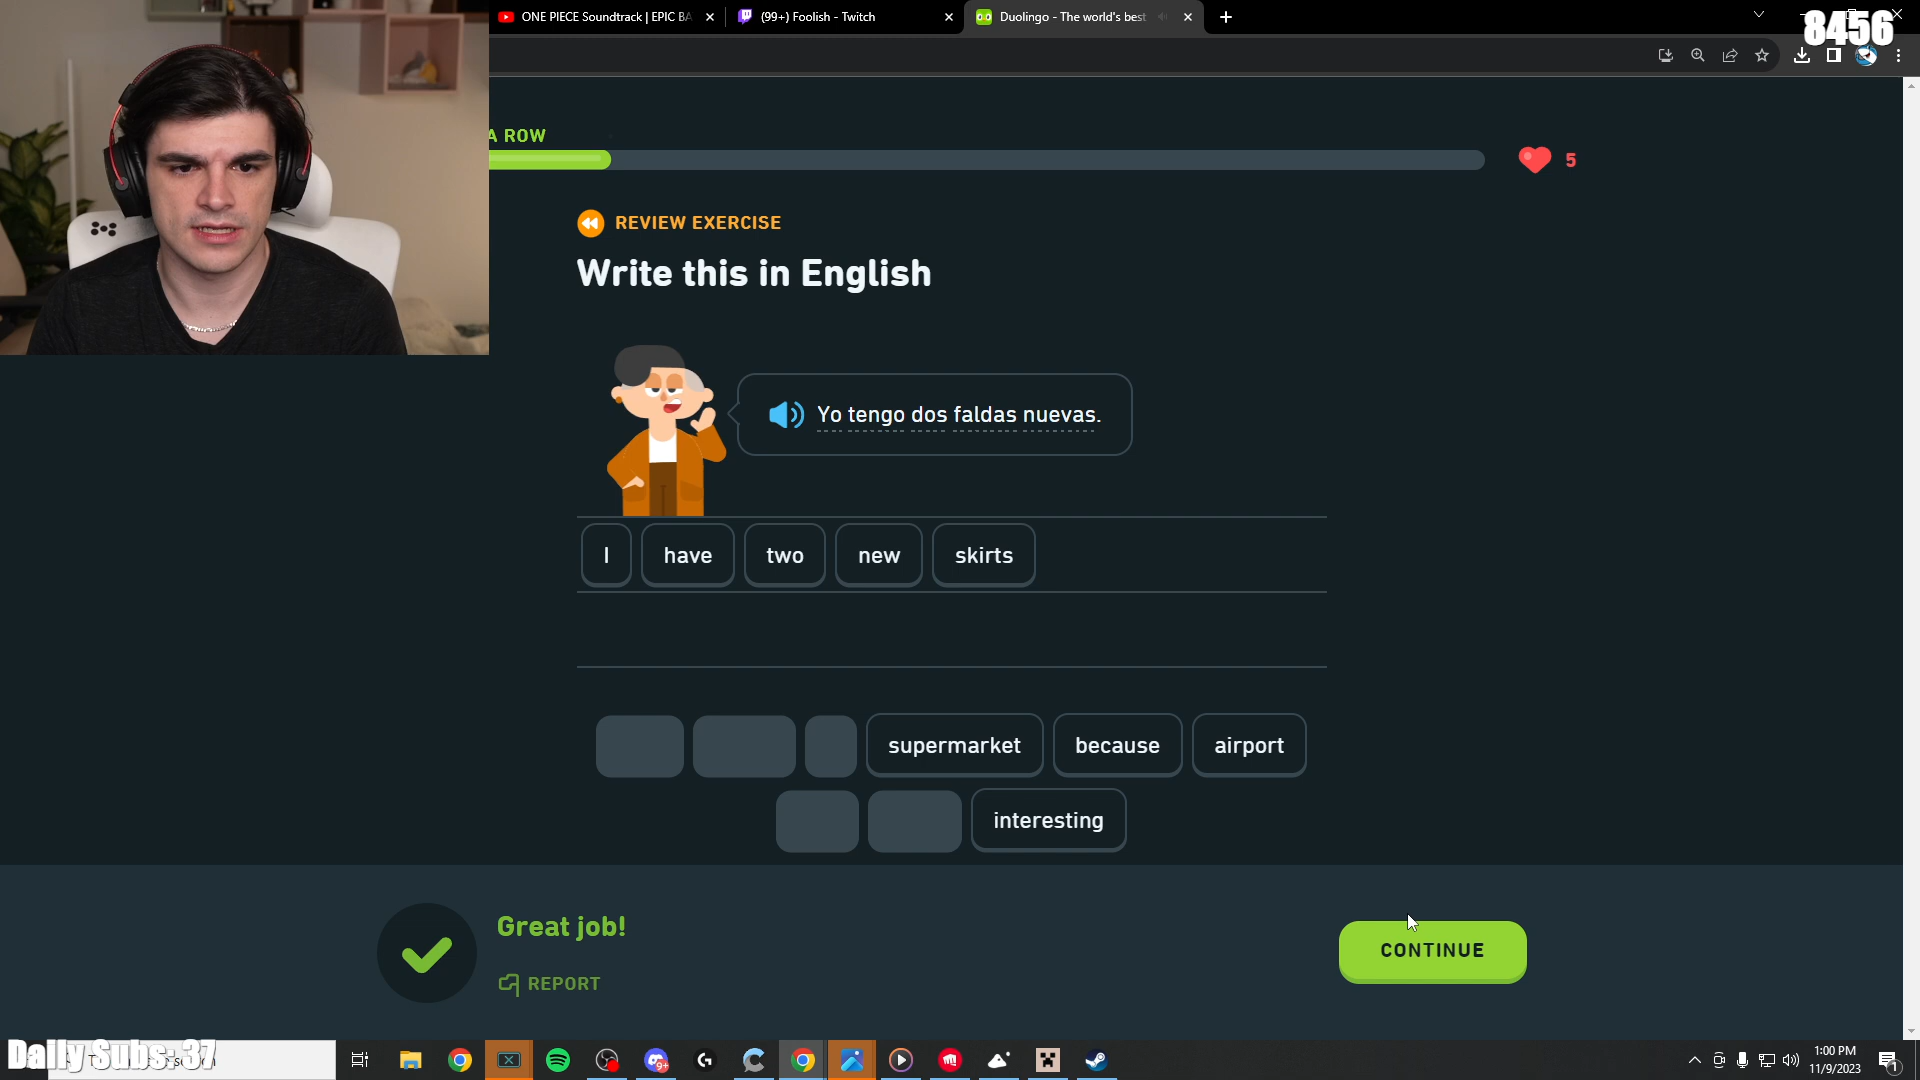 ONE PIECE Soundtrack | EPIC BA
(99+) Foolish - Twitch
Duolingo - The world's best
8456
A ROW
5
REVIEW EXERCISE
Write this in English
Yo tengo dos faldas nuevas.
I have two new skirts
supermarket because airport
interesting
Great job!
REPORT
CONTINUE
Daily Subs: 37
9+
1:00 PM
11/9/2023
1